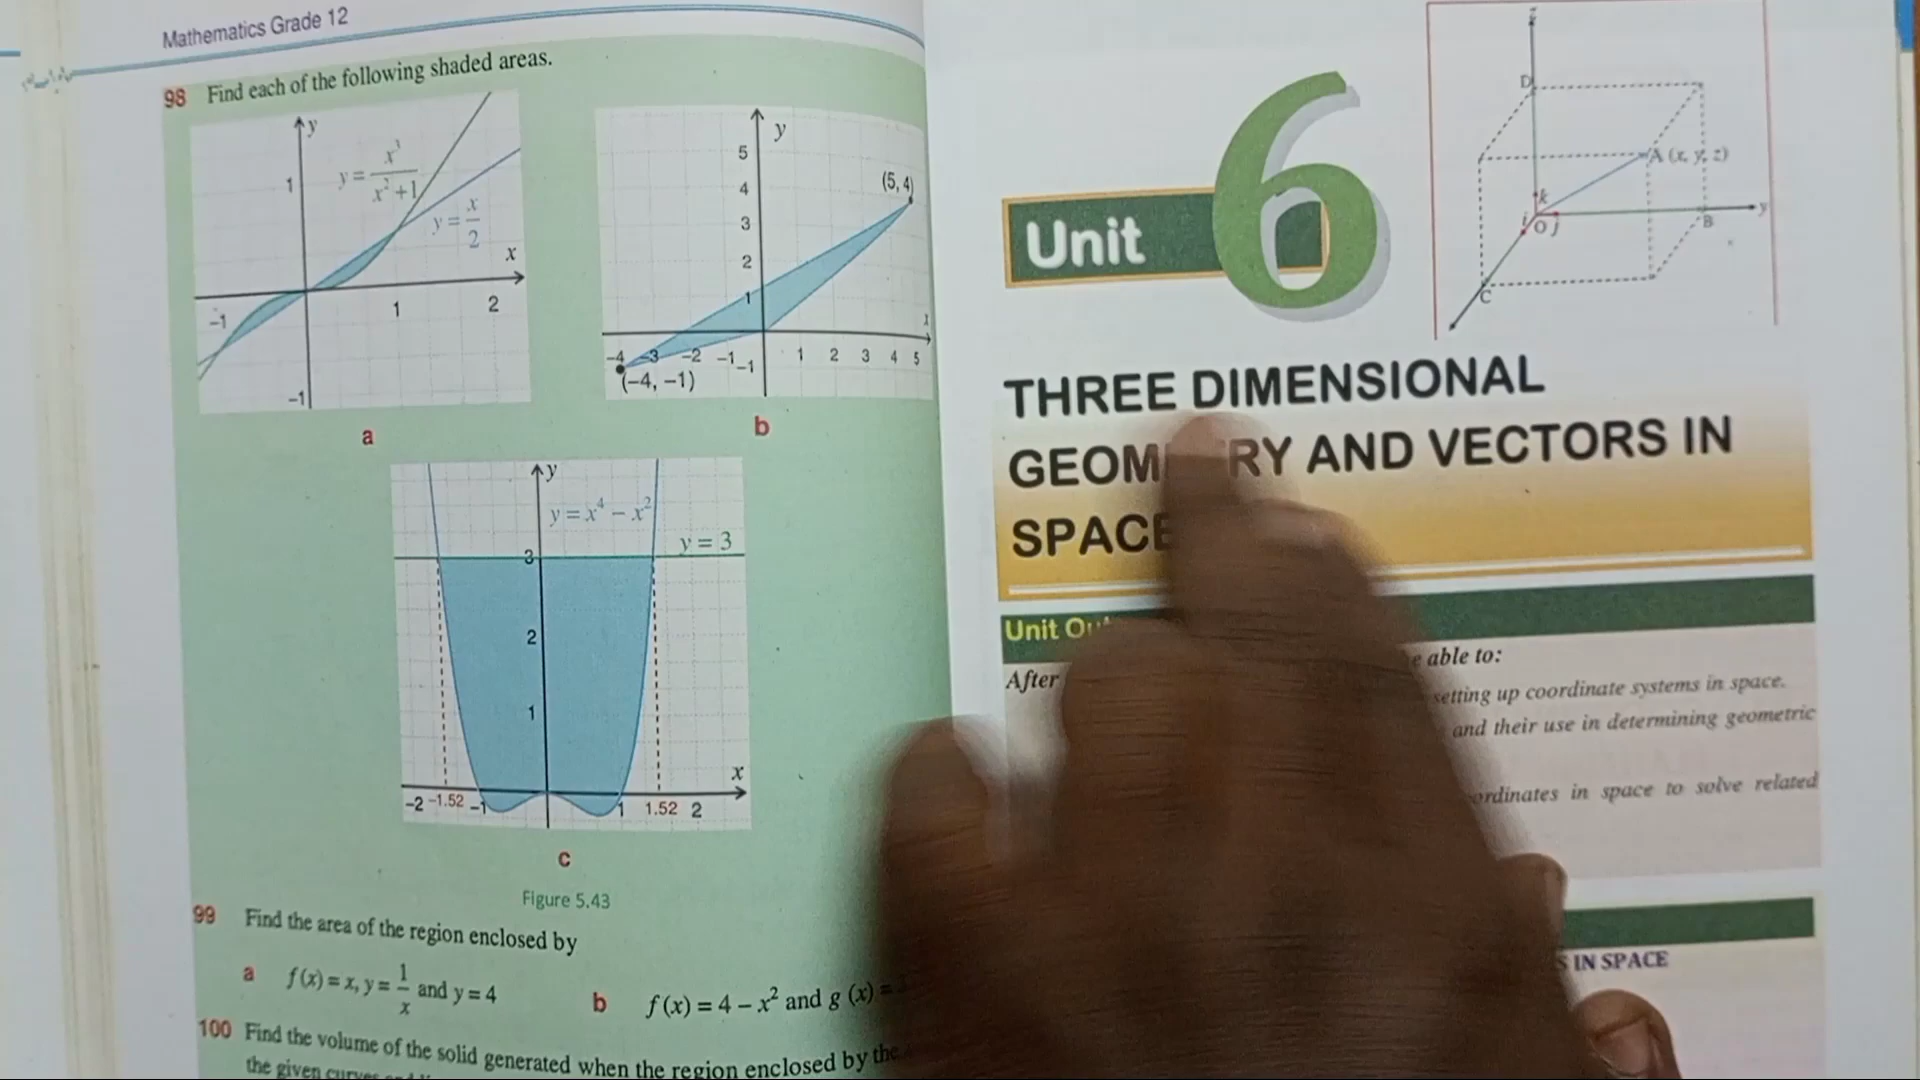 Mathematics Grade 12
98 Find each of the following shaded areas.
y
y = x³ / x² + 1
1
y = x / 2
x
-1
1
2
-1
a
y
5
4
(5, 4)
3
2
1
x
-4 -3 -2 -1 1 2 3 4 5
-1
(-4, -1)
b
y
y = x⁴ – x²
y = 3
3
2
1
x
-2 -1.52 -1 1 1.52 2
c
Figure 5.43
99 Find the area of the region enclosed by
a f (x) = x, y = 1/x and y = 4
b f (x) = 4 – x² and g (x) =
100 Find the volume of the solid generated when the region enclosed by the
the given curves
z
D
A (x, y, z)
k
i
O j
B
y
C
Unit 6
THREE DIMENSIONAL
GEOM RY AND VECTORS IN
SPACE
Unit
After able to:
setting up coordinate systems in space.
and their use in determining geometric
in space to solve related
IN SPACE